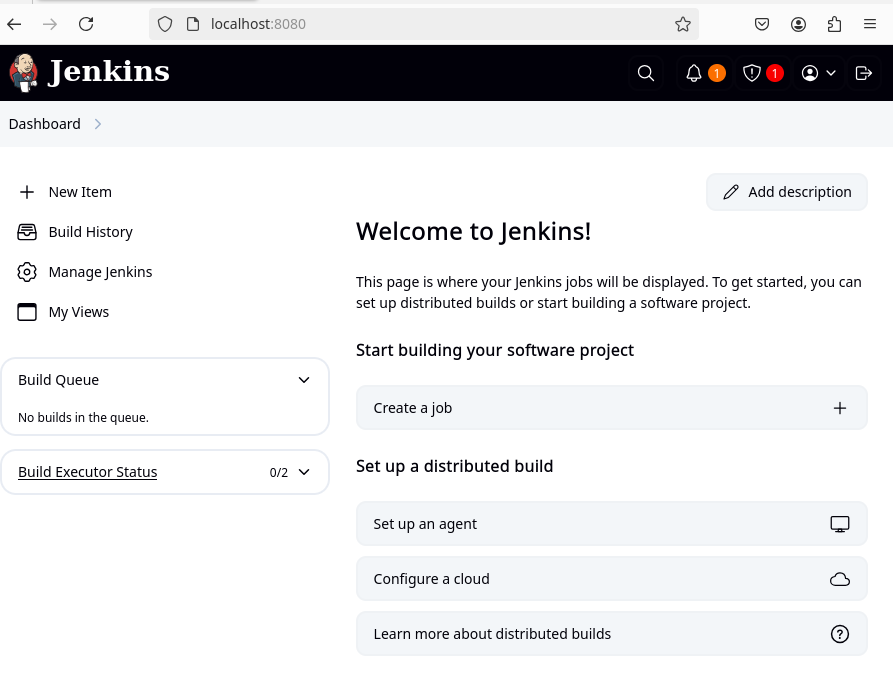 localhost:8080
Jenkins
1
1
Dashboard
New Item
Build History
Manage Jenkins
My Views
Build Queue
No builds in the queue.
Build Executor Status
0/2
Add description
Welcome to Jenkins!
This page is where your Jenkins jobs will be displayed. To get started, you can
set up distributed builds or start building a software project.
Start building your software project
Create a job
Set up a distributed build
Set up an agent
Configure a cloud
Learn more about distributed builds